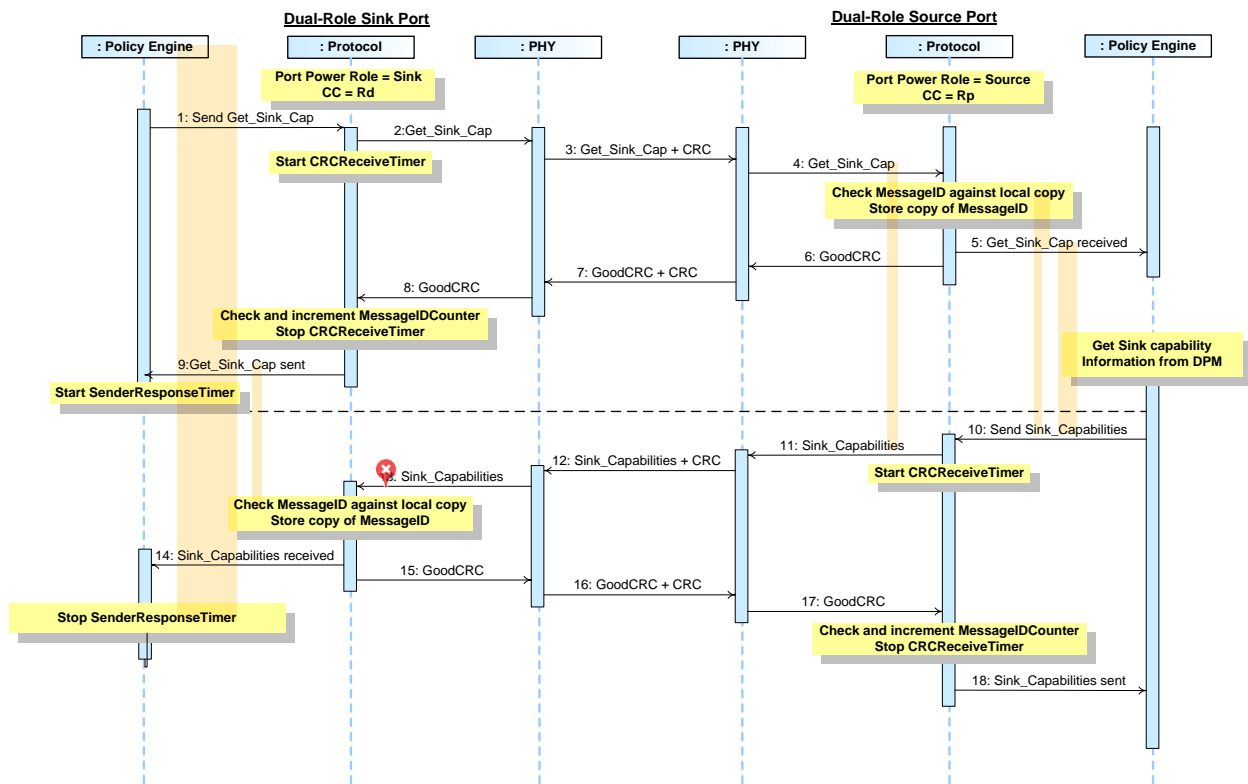 Dual-Role Sink Port
Dual-Role Source Port
: Policy Engine
: Protocol
: PHY
: PHY
: Protocol
: Policy Engine
Port Power Role = Sink
CC = Rd
Port Power Role = Source
CC = Rp
1: Send Get_Sink_Cap
2:Get_Sink_Cap
Start CRCReceiveTimer
3: Get_Sink_Cap + CRC
4: Get_Sink_Cap
Check MessageID against local copy
Store copy of MessageID
5: Get_Sink_Cap received
6: GoodCRC
7: GoodCRC + CRC
8: GoodCRC
Check and increment MessageIDCounter
Stop CRCReceiveTimer
9:Get_Sink_Cap sent
Start SenderResponseTimer
Get Sink capability
Information from DPM
10: Send Sink_Capabilities
11: Sink_Capabilities
Start CRCReceiveTimer
12: Sink_Capabilities + CRC
: Sink_Capabilities
Check MessageID against local copy
Store copy of MessageID
14: Sink_Capabilities received
15: GoodCRC
16: GoodCRC + CRC
17: GoodCRC
Stop SenderResponseTimer
Check and increment MessageIDCounter
Stop CRCReceiveTimer
18: Sink_Capabilities sent